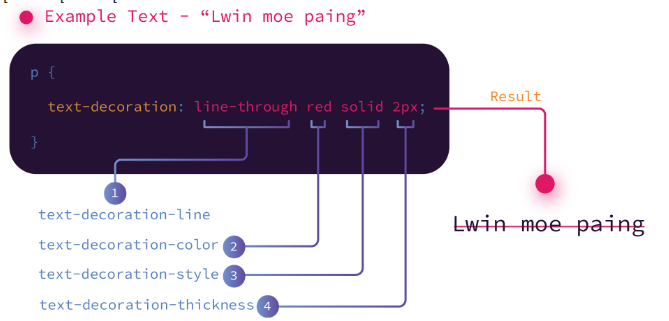 Example Text - “Lwin moe paing”
p {
text-decoration: line-through red solid 2px;
Result
}
1
text-decoration-line
Lwin moe paing
text-decoration-color 2
text-decoration-style 3
text-decoration-thickness 4